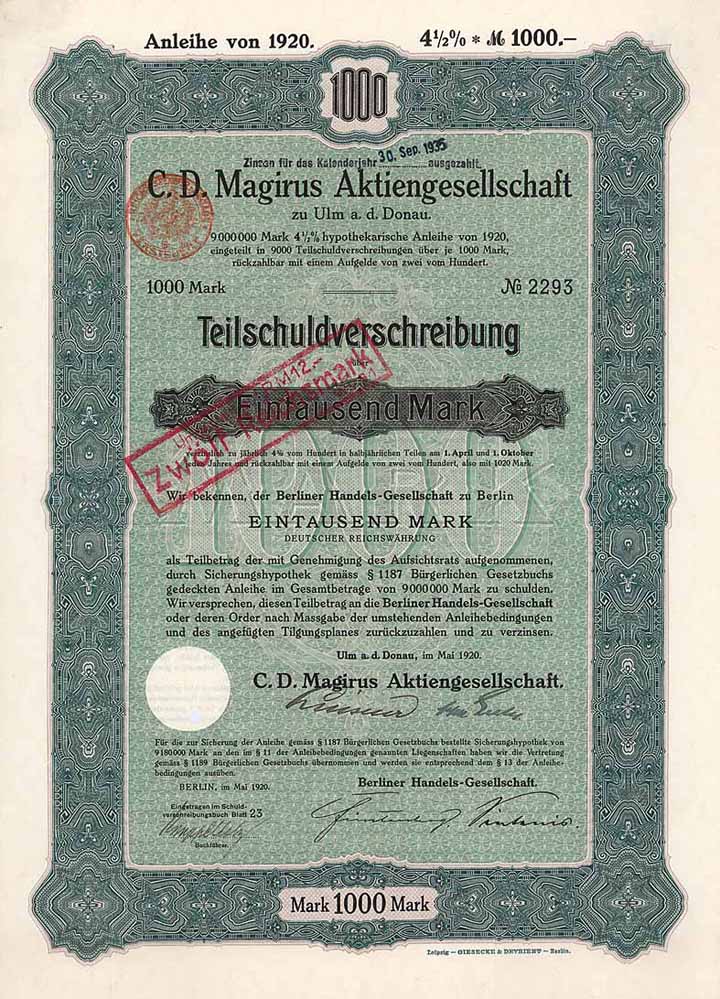 Anleihe von 1920. 4½% * ℳ 1000.–
1000
Zinsen für das Kalenderjahr 30. Sep. 1935 ausgezahlt.
C. D. Magirus Aktiengesellschaft
zu Ulm a. d. Donau.
9000000 Mark 4½% hypothekarische Anleihe von 1920,
eingeteilt in 9000 Teilschuldverschreibungen über je 1000 Mark,
rückzahlbar mit einem Aufgelde von zwei vom Hundert.
1000 Mark № 2293
Teilschuldverschreibung
über
RM12.-
Zwölf Reichsmark
Eintausend Mark
verzinslich zu jährlich 4½ vom Hundert in halbjährlichen Teilen am 1. April und 1. Oktober
jeden Jahres und rückzahlbar mit einem Aufgelde von zwei vom Hundert, also mit 1020 Mark.
1000
Wir bekennen, der Berliner Handels-Gesellschaft zu Berlin
EINTAUSEND MARK
DEUTSCHER REICHSWÄHRUNG
als Teilbetrag der mit Genehmigung des Aufsichtsrats aufgenommenen,
durch Sicherungshypothek gemäss § 1187 Bürgerlichen Gesetzbuchs
gedeckten Anleihe im Gesamtbetrage von 9000000 Mark zu schulden.
Wir versprechen, diesen Teilbetrag an die Berliner Handels-Gesellschaft
oder deren Order nach Massgabe der umstehenden Anleihebedingungen
und des angefügten Tilgungsplanes zurückzuzahlen und zu verzinsen.
Ulm a. d. Donau, im Mai 1920.
C. D. Magirus Aktiengesellschaft.
Für die zur Sicherung der Anleihe gemäss § 1187 Bürgerlichen Gesetzbuchs bestellte Sicherungshypothek von
9180000 Mark an den im § 11 der Anleihebedingungen genannten Liegenschaften, haben wir die Vertretung
gemäss § 1189 Bürgerlichen Gesetzbuchs übernommen und werden sie entsprechend dem § 13 der Anleihe-
bedingungen ausüben.
BERLIN, im Mai 1920.
Berliner Handels-Gesellschaft.
Eingetragen im Schuld-
verschreibungsbuch Blatt 23
Buchführer.
Mark 1000 Mark
Leipzig — GIESECKE & DEVRIENT — Berlin.